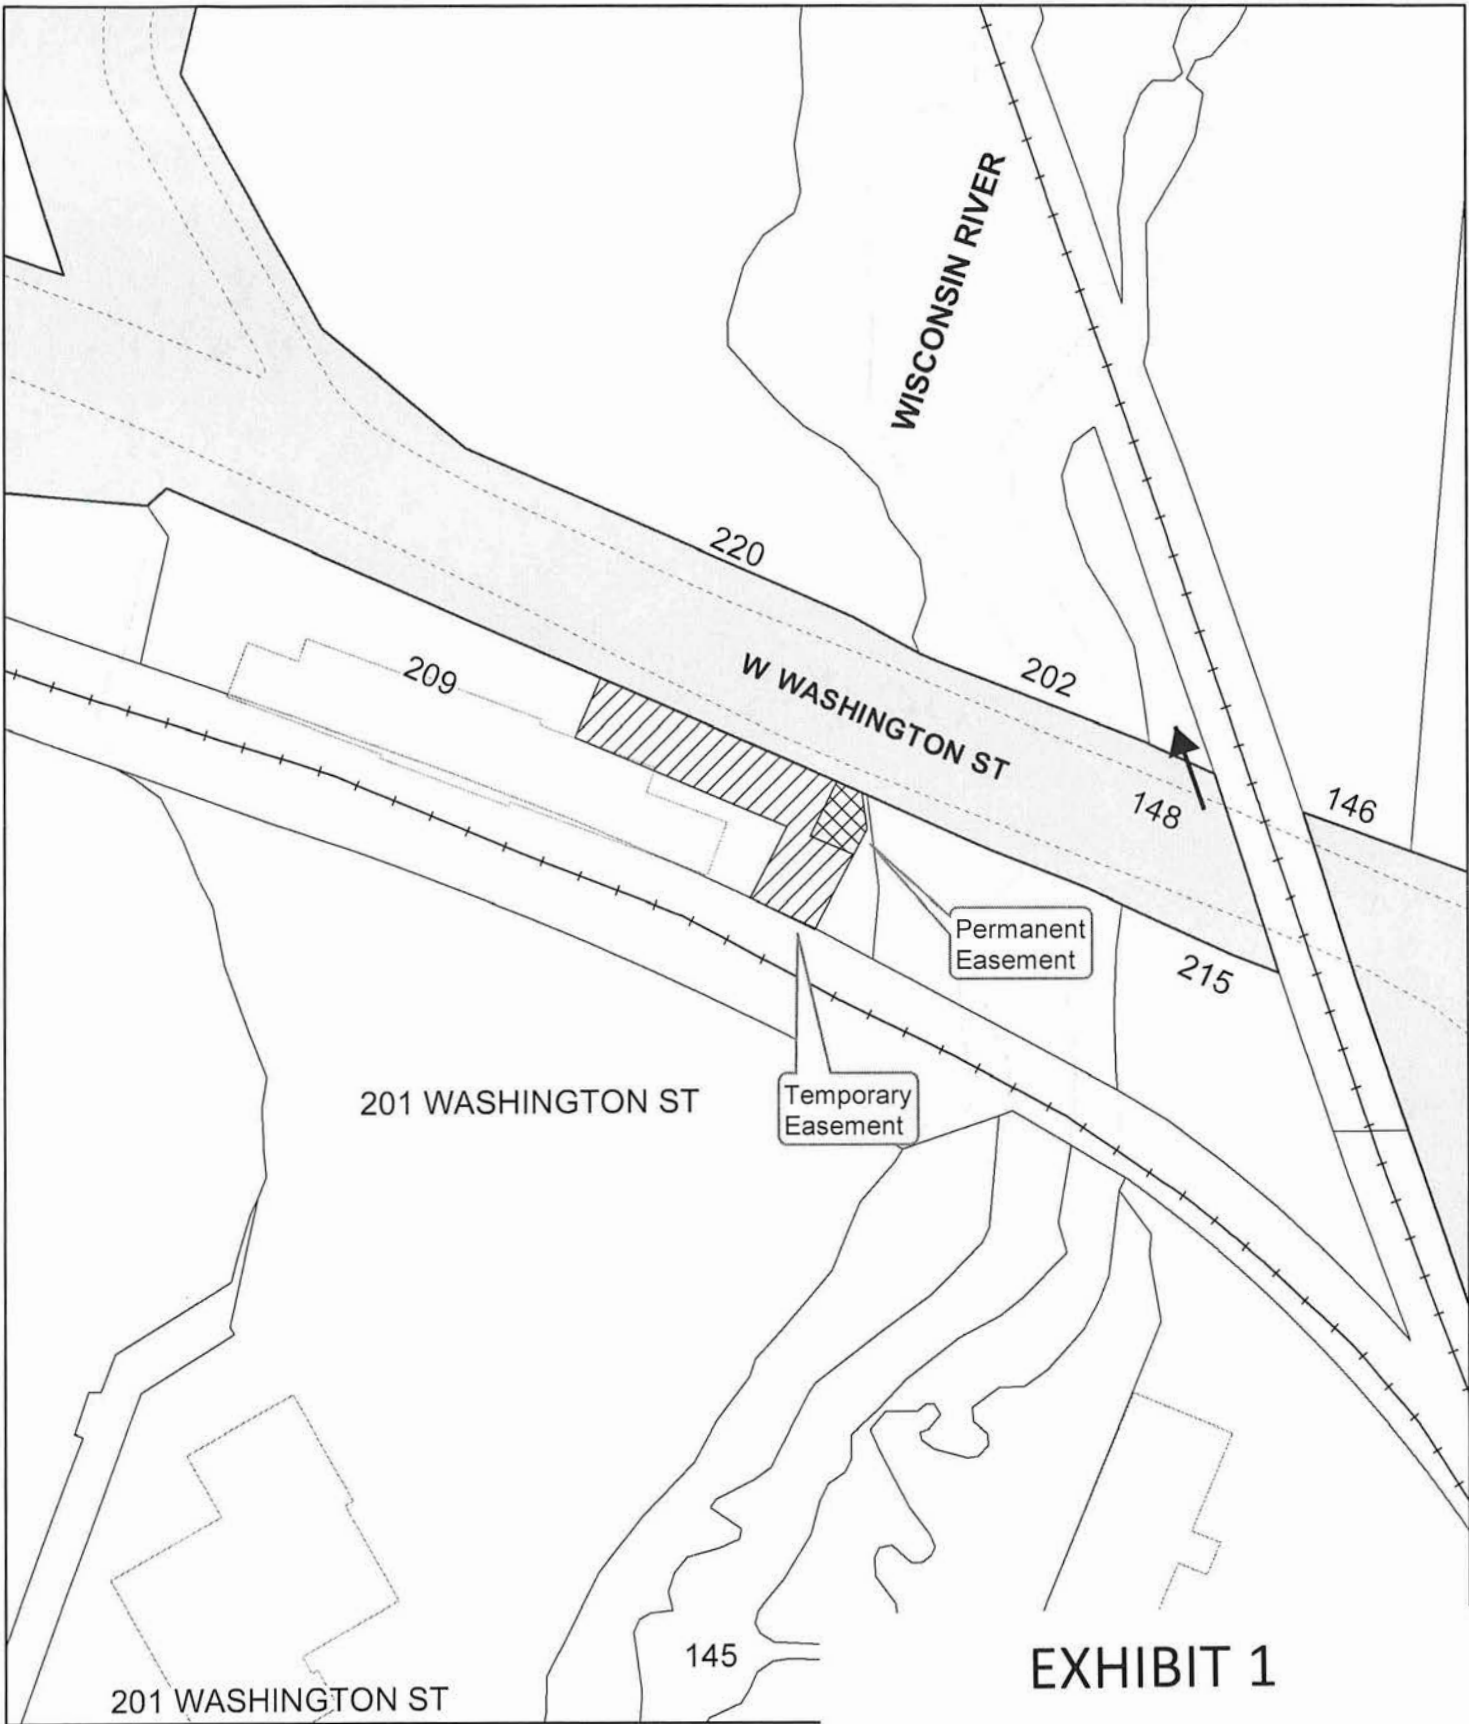 WISCONSIN RIVER
220
202
209
W WASHINGTON ST
148
146
Permanent
Easement
215
201 WASHINGTON ST
Temporary
Easement
145
EXHIBIT 1
201 WASHINGTON ST